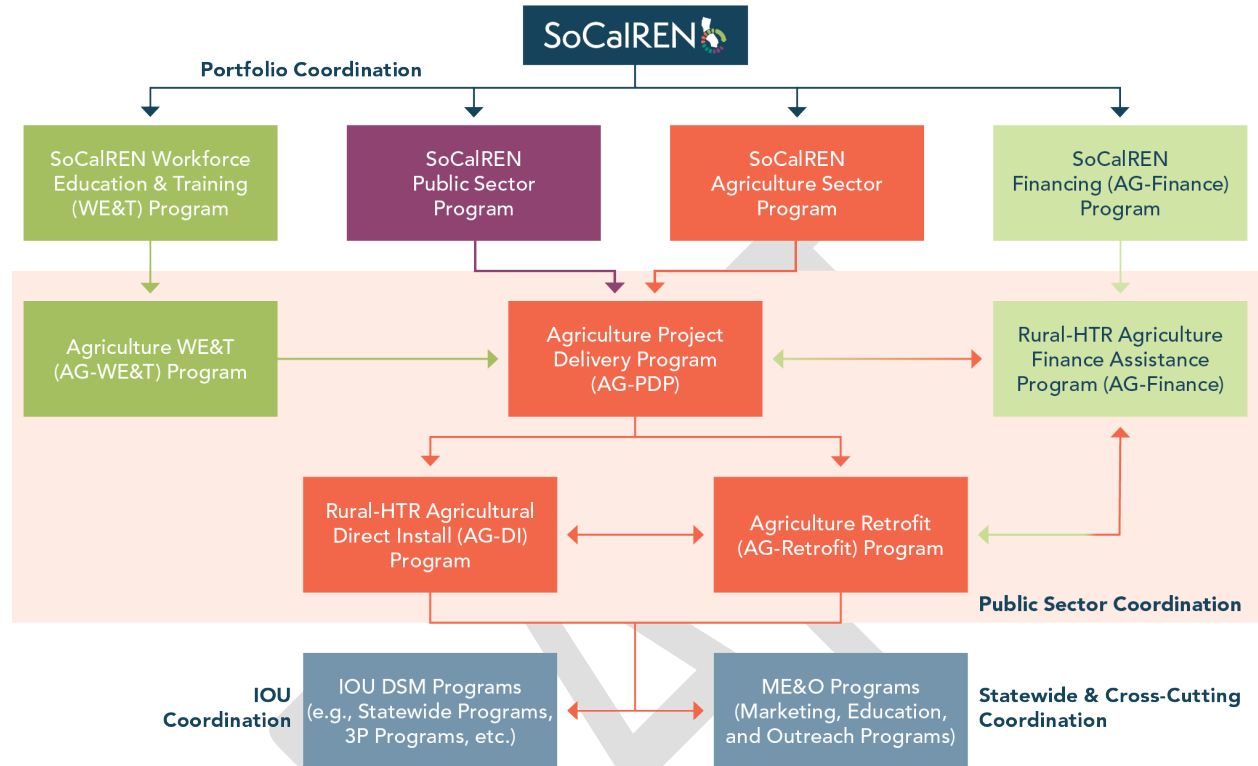 SoCalREN
Portfolio Coordination
SoCalREN Workforce
Education & Training
(WE&T) Program
SoCalREN
Public Sector
Program
SoCalREN
Agriculture Sector
Program
SoCalREN
Financing (AG-Finance)
Program
Agriculture WE&T
(AG-WE&T) Program
Agriculture Project
Delivery Program
(AG-PDP)
Rural-HTR Agriculture
Finance Assistance
Program (AG-Finance)
Rural-HTR Agricultural
Direct Install (AG-DI)
Program
Agriculture Retrofit
(AG-Retrofit) Program
Public Sector Coordination
IOU
Coordination
IOU DSM Programs
(e.g., Statewide Programs,
3P Programs, etc.)
ME&O Programs
(Marketing, Education,
and Outreach Programs)
Statewide & Cross-Cutting
Coordination